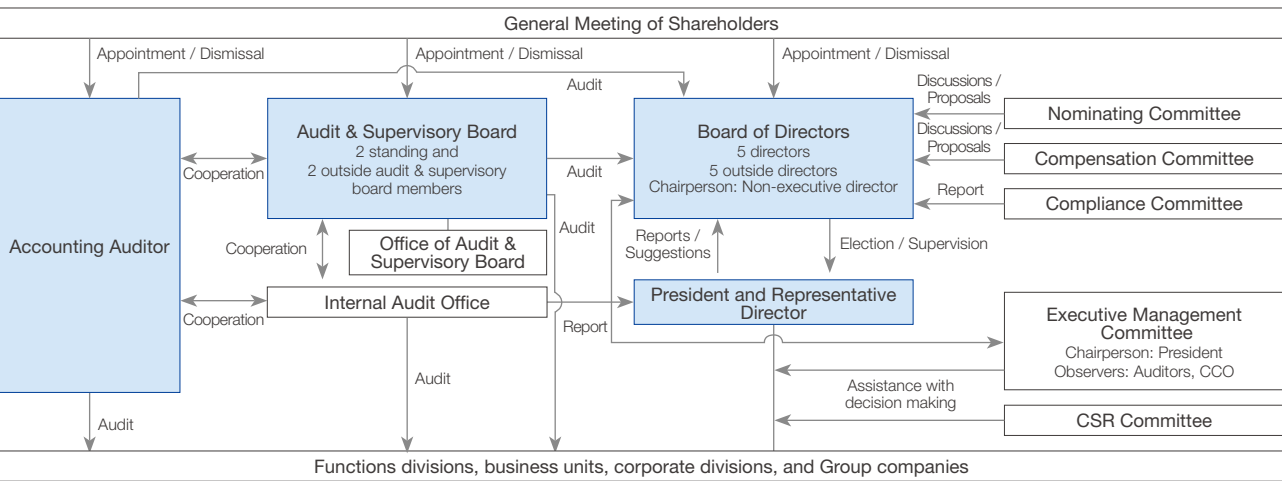 General Meeting of Shareholders
Appointment / Dismissal
Appointment / Dismissal
Appointment / Dismissal
Audit
Discussions /
Proposals
Nominating Committee
Audit & Supervisory Board
2 standing and
2 outside audit & supervisory
board members
Board of Directors
5 directors
5 outside directors
Chairperson: Non-executive director
Discussions /
Proposals
Compensation Committee
Cooperation
Audit
Report
Compliance Committee
Accounting Auditor
Cooperation
Office of Audit &
Supervisory Board
Audit
Reports /
Suggestions
Election / Supervision
Internal Audit Office
Cooperation
Report
President and Representative
Director
Executive Management
Committee
Chairperson: President
Observers: Auditors, CCO
Audit
Assistance with
decision making
CSR Committee
Audit
Functions divisions, business units, corporate divisions, and Group companies